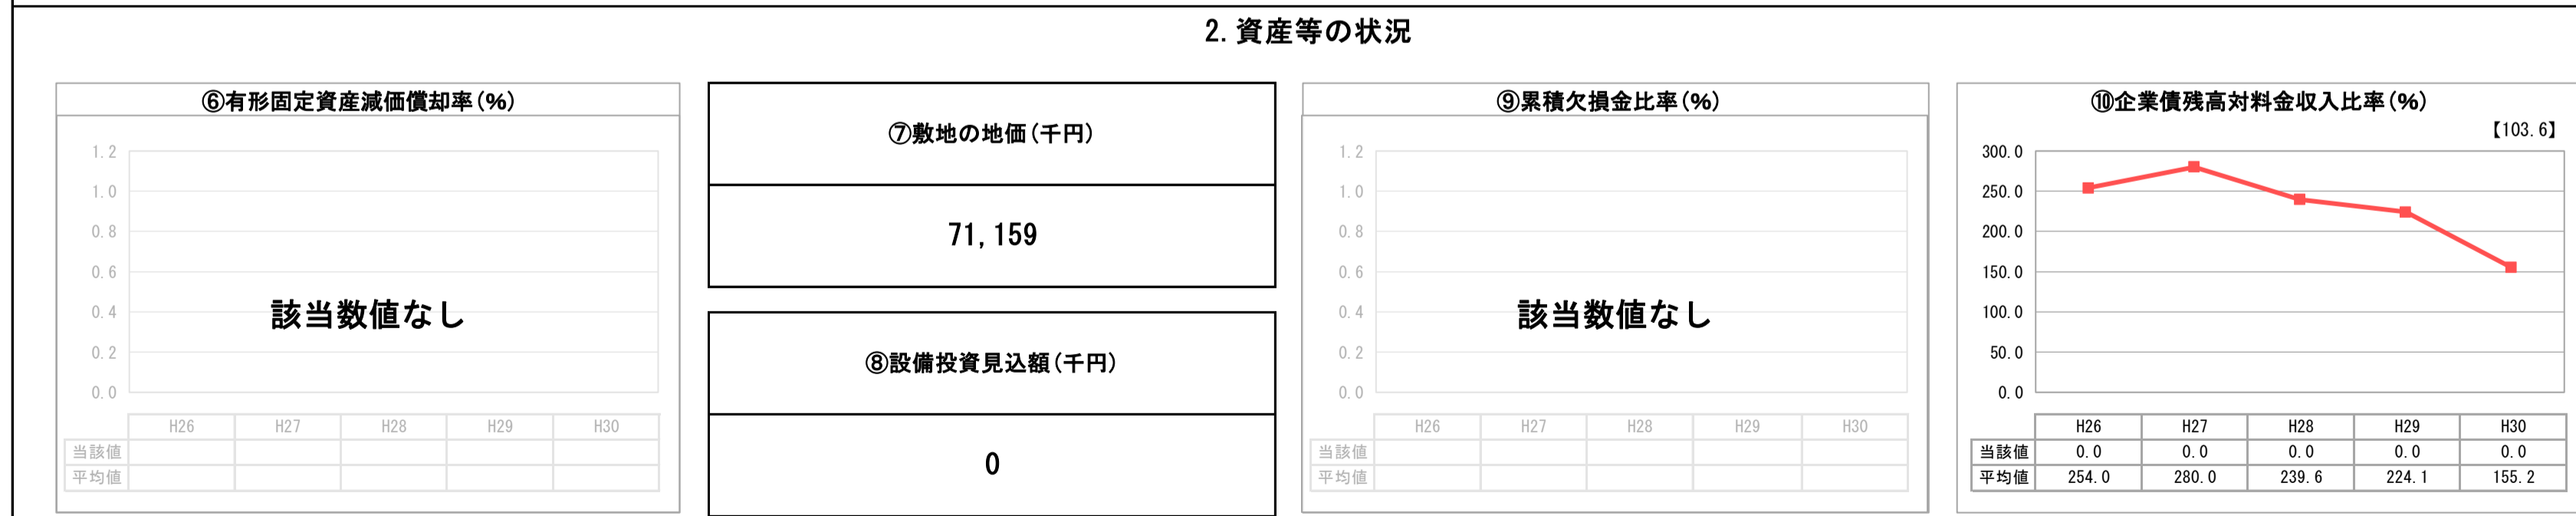 2. 資産等の状況
⑥有形固定資産減価償却率(%)
1.2
1.0
0.8
0.6
0.4
0.2
0.0
該当数値なし
H26 H27 H28 H29 H30
当該値
平均値
⑦敷地の地価(千円)
71,159
⑧設備投資見込額(千円)
0
⑨累積欠損金比率(%)
1.2
1.0
0.8
0.6
0.4
0.2
0.0
該当数値なし
H26 H27 H28 H29 H30
当該値
平均値
⑩企業債残高対料金収入比率(%)
【103.6】
300.0
250.0
200.0
150.0
100.0
50.0
0.0
H26 H27 H28 H29 H30
当該値 0.0 0.0 0.0 0.0 0.0
平均値 254.0 280.0 239.6 224.1 155.2